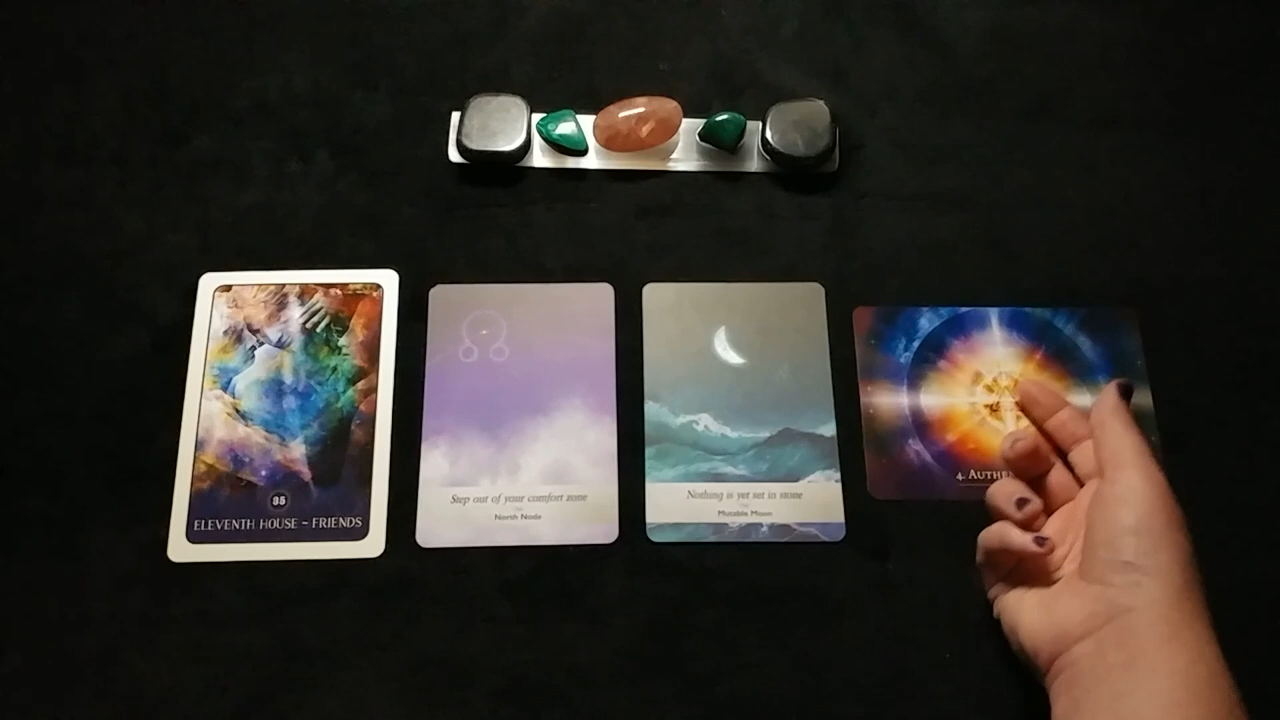 35
ELEVENTH HOUSE ~ FRIENDS
Step out of your comfort zone
North Node
Nothing is yet set in stone
Mutable Moon
4. AUTHE